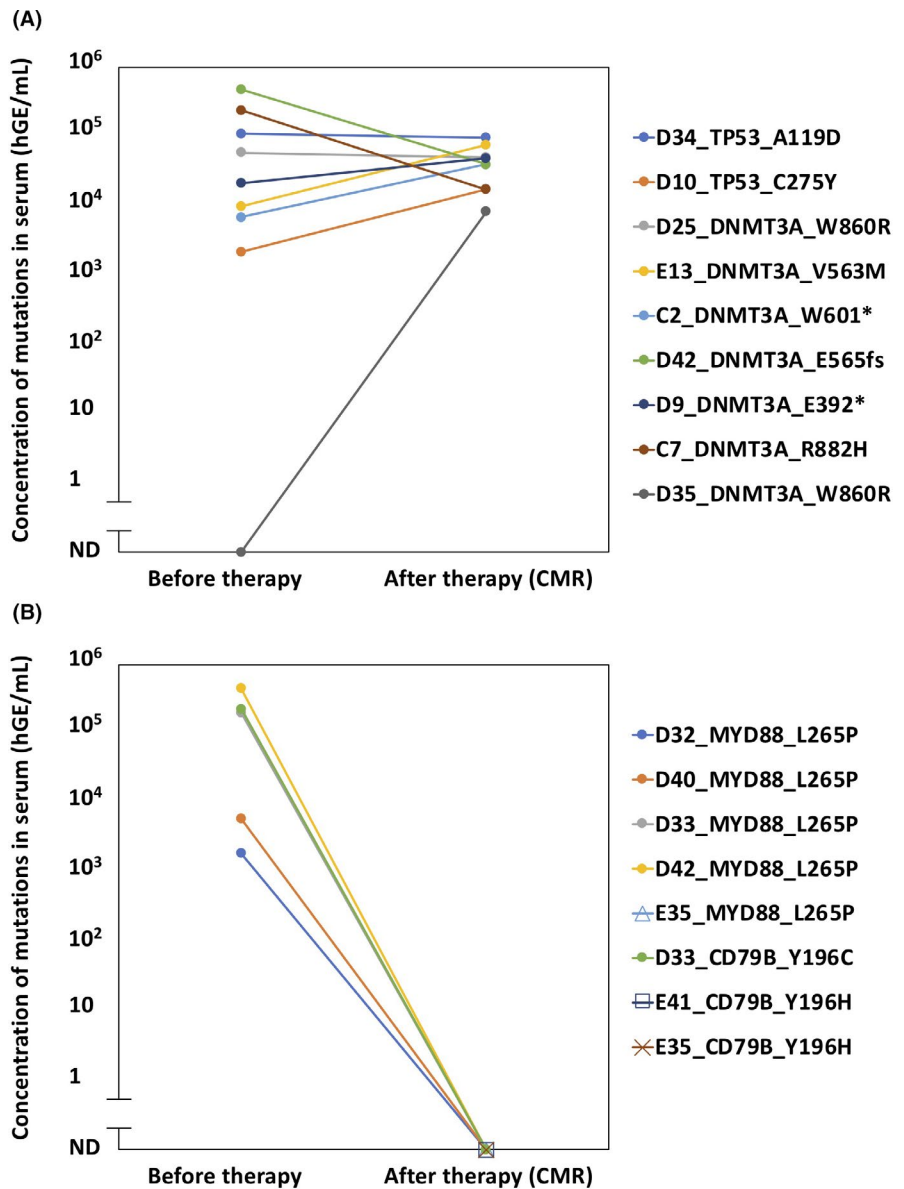 (A)
Concentration of mutations in serum (hGE/mL)
10⁶
10⁵
10⁴
10³
10²
10
1
ND
Before therapy
After therapy (CMR)
D34_TP53_A119D
D10_TP53_C275Y
D25_DNMT3A_W860R
E13_DNMT3A_V563M
C2_DNMT3A_W601*
D42_DNMT3A_E565fs
D9_DNMT3A_E392*
C7_DNMT3A_R882H
D35_DNMT3A_W860R
(B)
Concentration of mutations in serum (hGE/mL)
10⁶
10⁵
10⁴
10³
10²
10
1
ND
Before therapy
After therapy (CMR)
D32_MYD88_L265P
D40_MYD88_L265P
D33_MYD88_L265P
D42_MYD88_L265P
E35_MYD88_L265P
D33_CD79B_Y196C
E41_CD79B_Y196H
E35_CD79B_Y196H